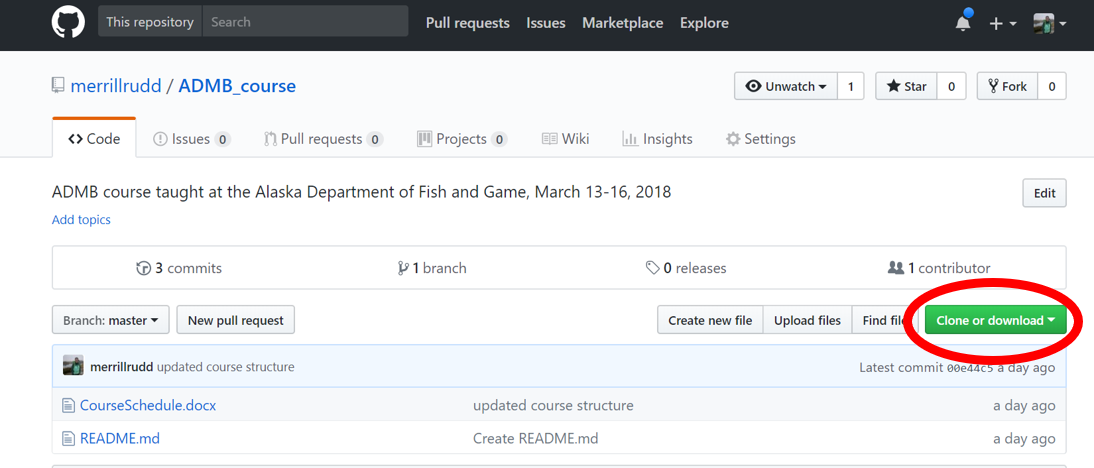 This repository Search Pull requests Issues Marketplace Explore
merrillrudd / ADMB_course Unwatch 1 Star 0 Fork 0
Code Issues 0 Pull requests 0 Projects 0 Wiki Insights Settings
ADMB course taught at the Alaska Department of Fish and Game, March 13-16, 2018 Edit
Add topics
3 commits 1 branch 0 releases 1 contributor
Branch: master New pull request Create new file Upload files Find Clone or download
merrillrudd updated course structure Latest commit 00e44c5 a day ago
CourseSchedule.docx updated course structure a day ago
README.md Create README.md a day ago